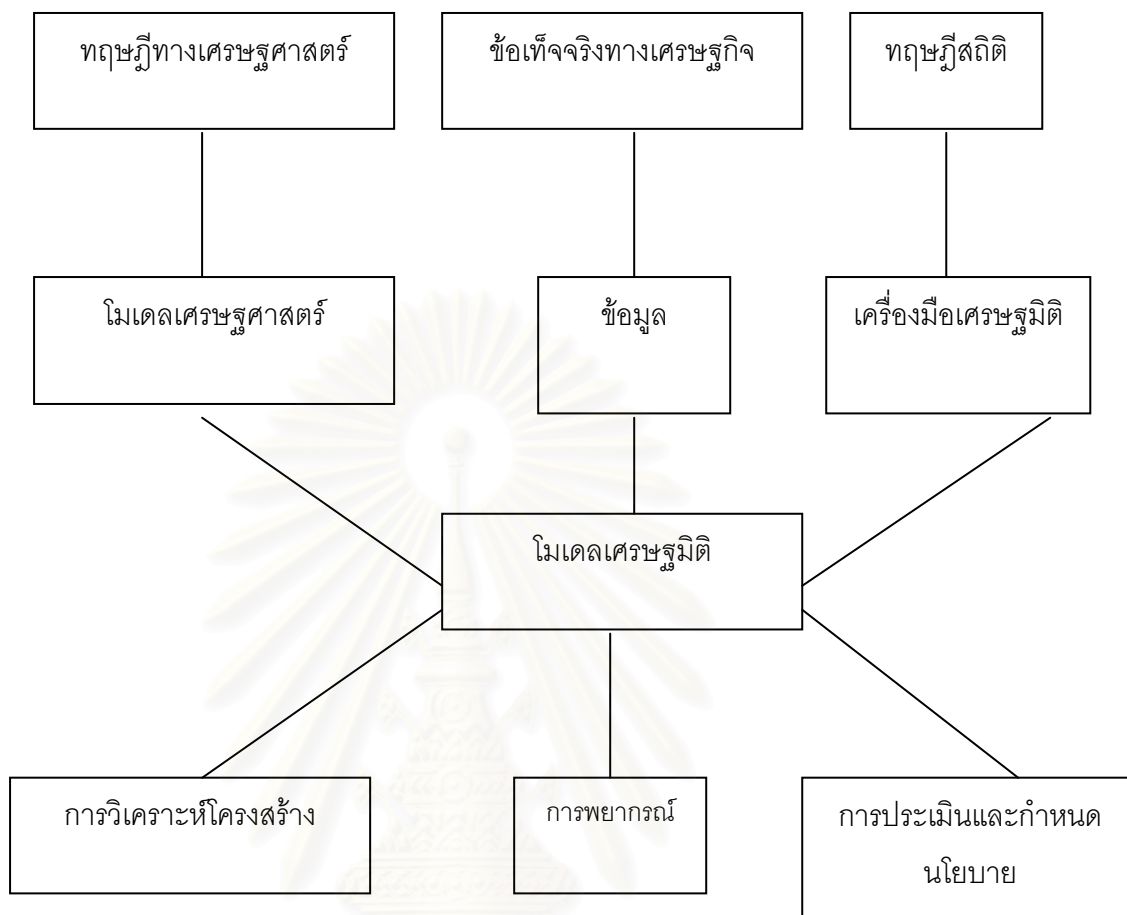 ทฤษฎีทางเศรษฐศาสตร์
ข้อเท็จจริงทางเศรษฐกิจ
ทฤษฎีสถิติ
โมเดลเศรษฐศาสตร์
ข้อมูล
เครื่องมือเศรษฐมิติ
โมเดลเศรษฐมิติ
การวิเคราะห์โครงสร้าง
การพยากรณ์
การประเมินและกำหนด
นโยบาย